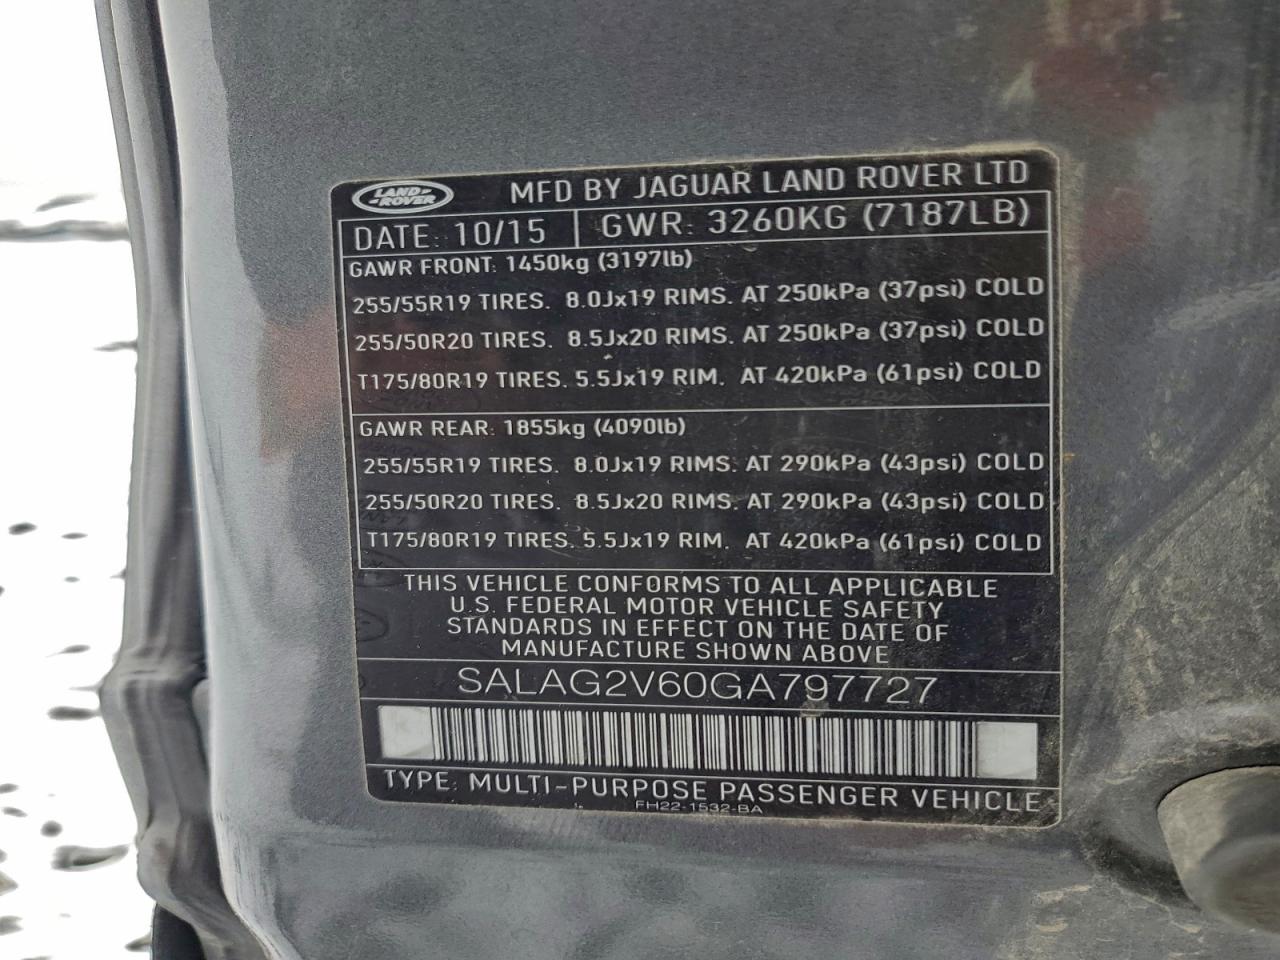 LAND-
-ROVER
MFD BY JAGUAR LAND ROVER LTD
DATE: 10/15 GWR: 3260KG (7187LB)
GAWR FRONT: 1450kg (3197lb)
255/55R19 TIRES. 8.0Jx19 RIMS. AT 250kPa (37psi) COLD
255/50R20 TIRES. 8.5Jx20 RIMS. AT 250kPa (37psi) COLD
T175/80R19 TIRES. 5.5Jx19 RIM. AT 420kPa (61psi) COLD
GAWR REAR: 1855kg (4090lb)
255/55R19 TIRES. 8.0Jx19 RIMS. AT 290kPa (43psi) COLD
255/50R20 TIRES. 8.5Jx20 RIMS. AT 290kPa (43psi) COLD
T175/80R19 TIRES. 5.5Jx19 RIM. AT 420kPa (61psi) COLD
THIS VEHICLE CONFORMS TO ALL APPLICABLE
U.S. FEDERAL MOTOR VEHICLE SAFETY
STANDARDS IN EFFECT ON THE DATE OF
MANUFACTURE SHOWN ABOVE
SALAG2V60GA797727
TYPE: MULTI-PURPOSE PASSENGER VEHICLE
FH22-1532-BA